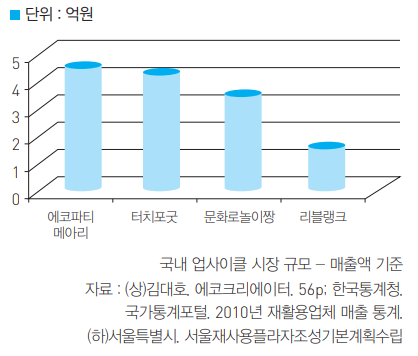 단위 : 억원
5
4
3
2
1
0
에코파티
메아리
터치포굿
문화로놀이짱
리블랭크
국내 업사이클 시장 규모 – 매출액 기준
자료 : (상)김대호, 에코크리에이터, 56p; 한국통계청,
국가통계포털, 2010년 재활용업체 매출 통계,
(하)서울특별시, 서울재사용플라자조성기본계획수립